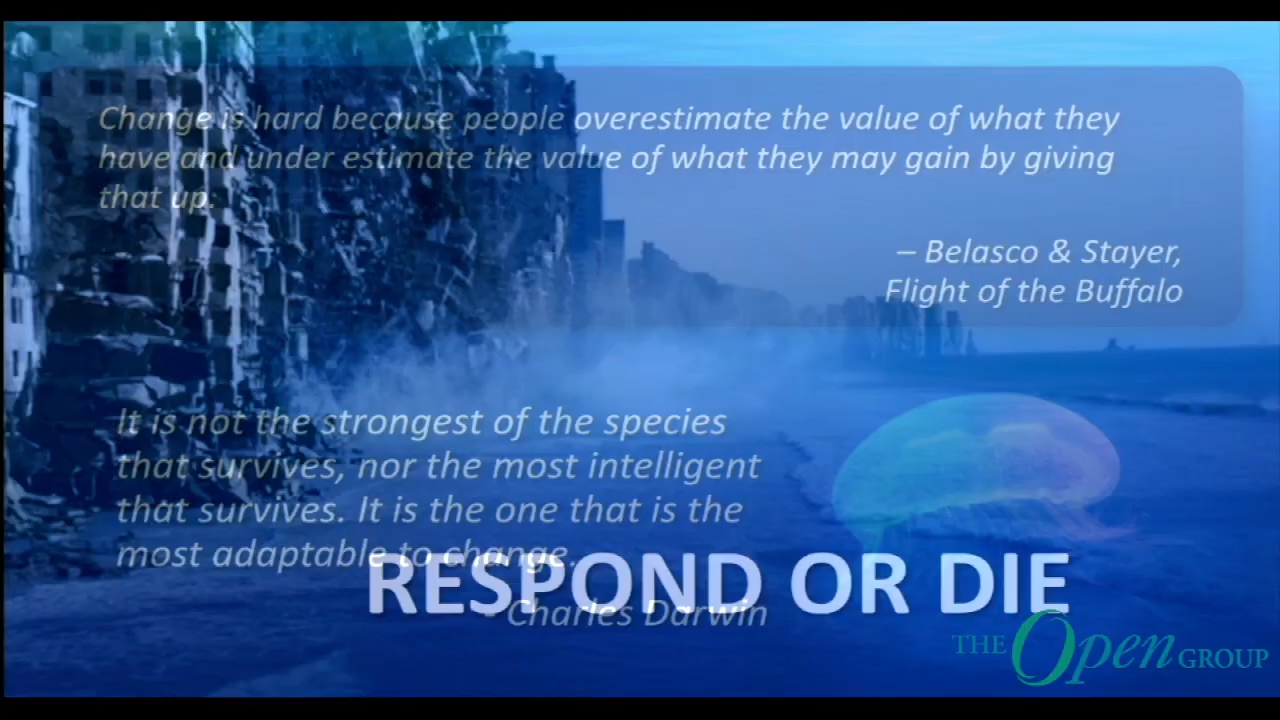 Change is hard because people overestimate the value of what they
have and under estimate the value of what they may gain by giving
that up.
– Belasco & Stayer,
Flight of the Buffalo
It is not the strongest of the species
that survives, nor the most intelligent
that survives. It is the one that is the
most adaptable to change.
- Charles Darwin
RESPOND OR DIE
THE Open GROUP